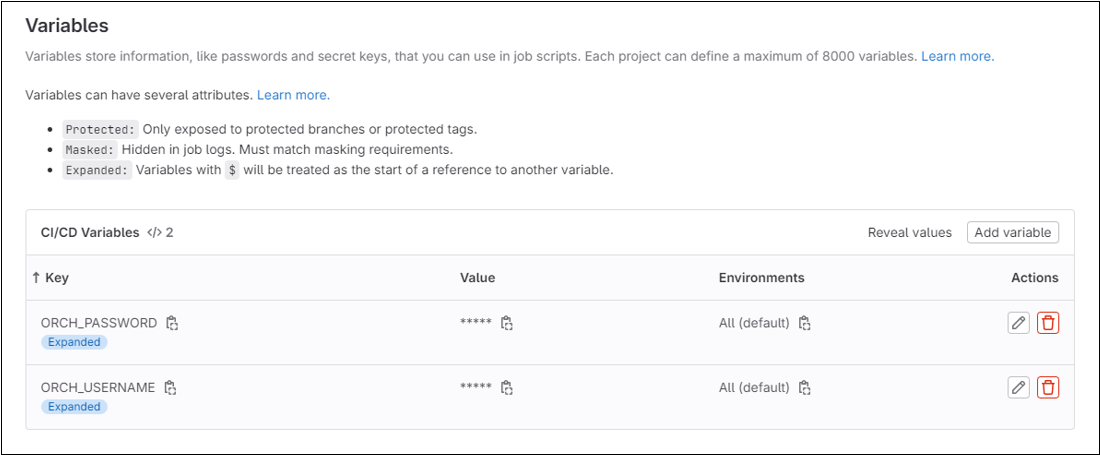 Variables
Variables store information, like passwords and secret keys, that you can use in job scripts. Each project can define a maximum of 8000 variables. Learn more.
Variables can have several attributes. Learn more.
• Protected: Only exposed to protected branches or protected tags.
• Masked: Hidden in job logs. Must match masking requirements.
• Expanded: Variables with $ will be treated as the start of a reference to another variable.
CI/CD Variables </> 2 Reveal values Add variable
↑ Key Value Environments Actions
ORCH_PASSWORD ***** All (default)
Expanded
ORCH_USERNAME ***** All (default)
Expanded